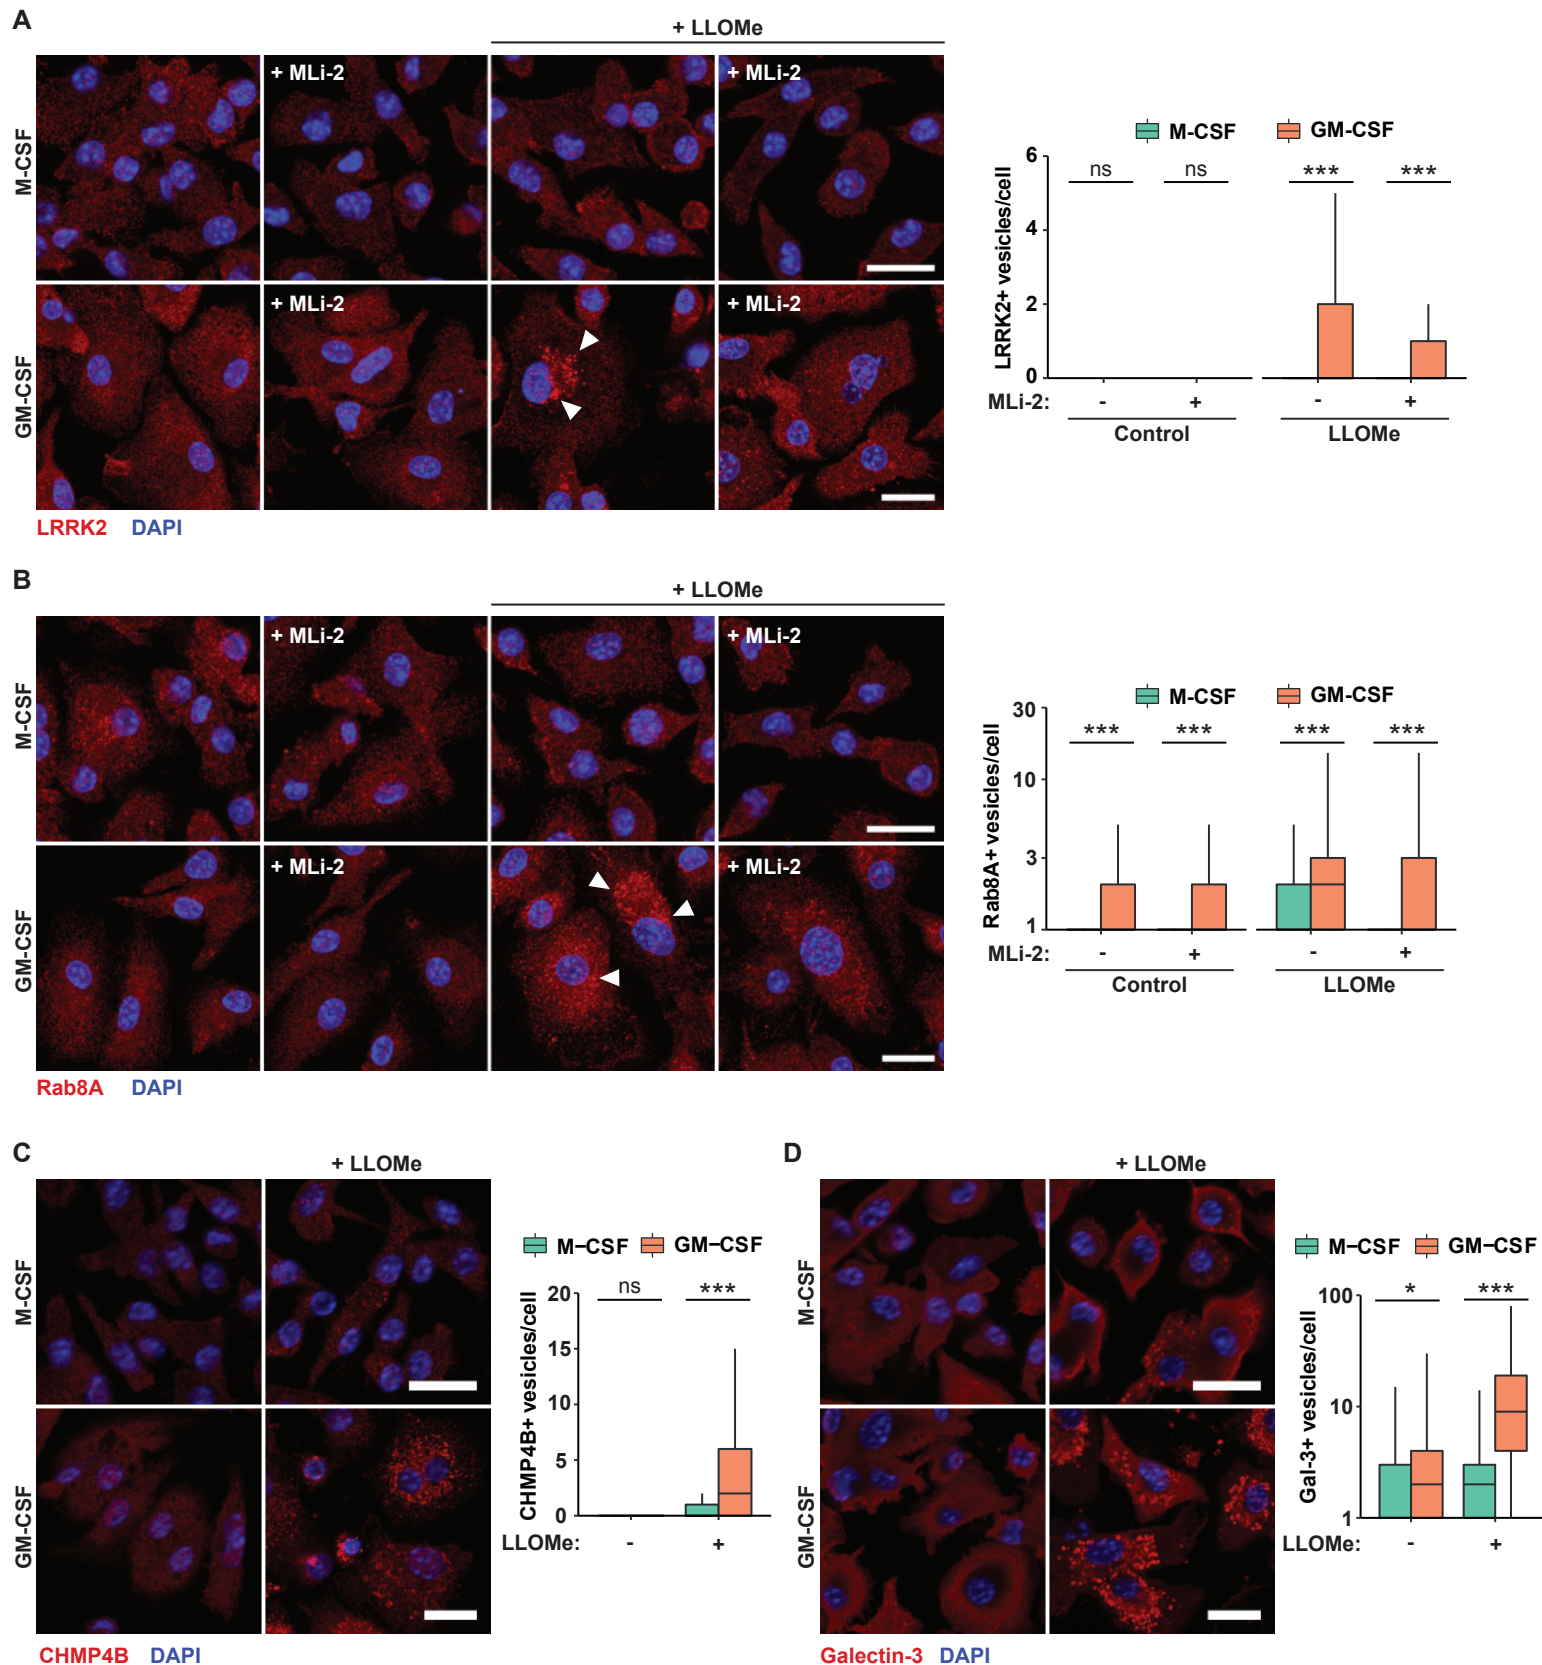 A
+ LLOMe
+ MLi-2
+ MLi-2
M-CSF
+ MLi-2
+ MLi-2
GM-CSF
LRRK2 DAPI
M-CSF GM-CSF
6
4
2
0
LRRK2+ vesicles/cell
ns ns *** ***
MLi-2: - + - +
Control LLOMe
B
+ LLOMe
+ MLi-2
+ MLi-2
M-CSF
+ MLi-2
+ MLi-2
GM-CSF
Rab8A DAPI
M-CSF GM-CSF
30
10
3
1
Rab8A+ vesicles/cell
*** *** *** ***
MLi-2: - + - +
Control LLOMe
C
+ LLOMe
M-CSF
GM-CSF
CHMP4B DAPI
M−CSF GM−CSF
20
15
10
5
0
CHMP4B+ vesicles/cell
ns ***
LLOMe: - +
D
+ LLOMe
M-CSF
GM-CSF
Galectin-3 DAPI
M−CSF GM−CSF
100
10
1
Gal-3+ vesicles/cell
* ***
LLOMe: - +